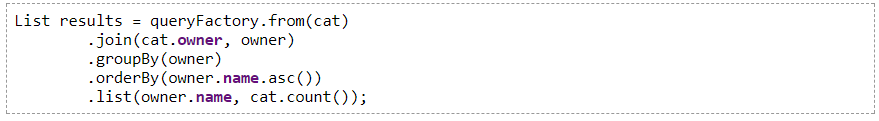 List results = queryFactory.from(cat)
        .join(cat.owner, owner)
        .groupBy(owner)
        .orderBy(owner.name.asc())
        .list(owner.name, cat.count());